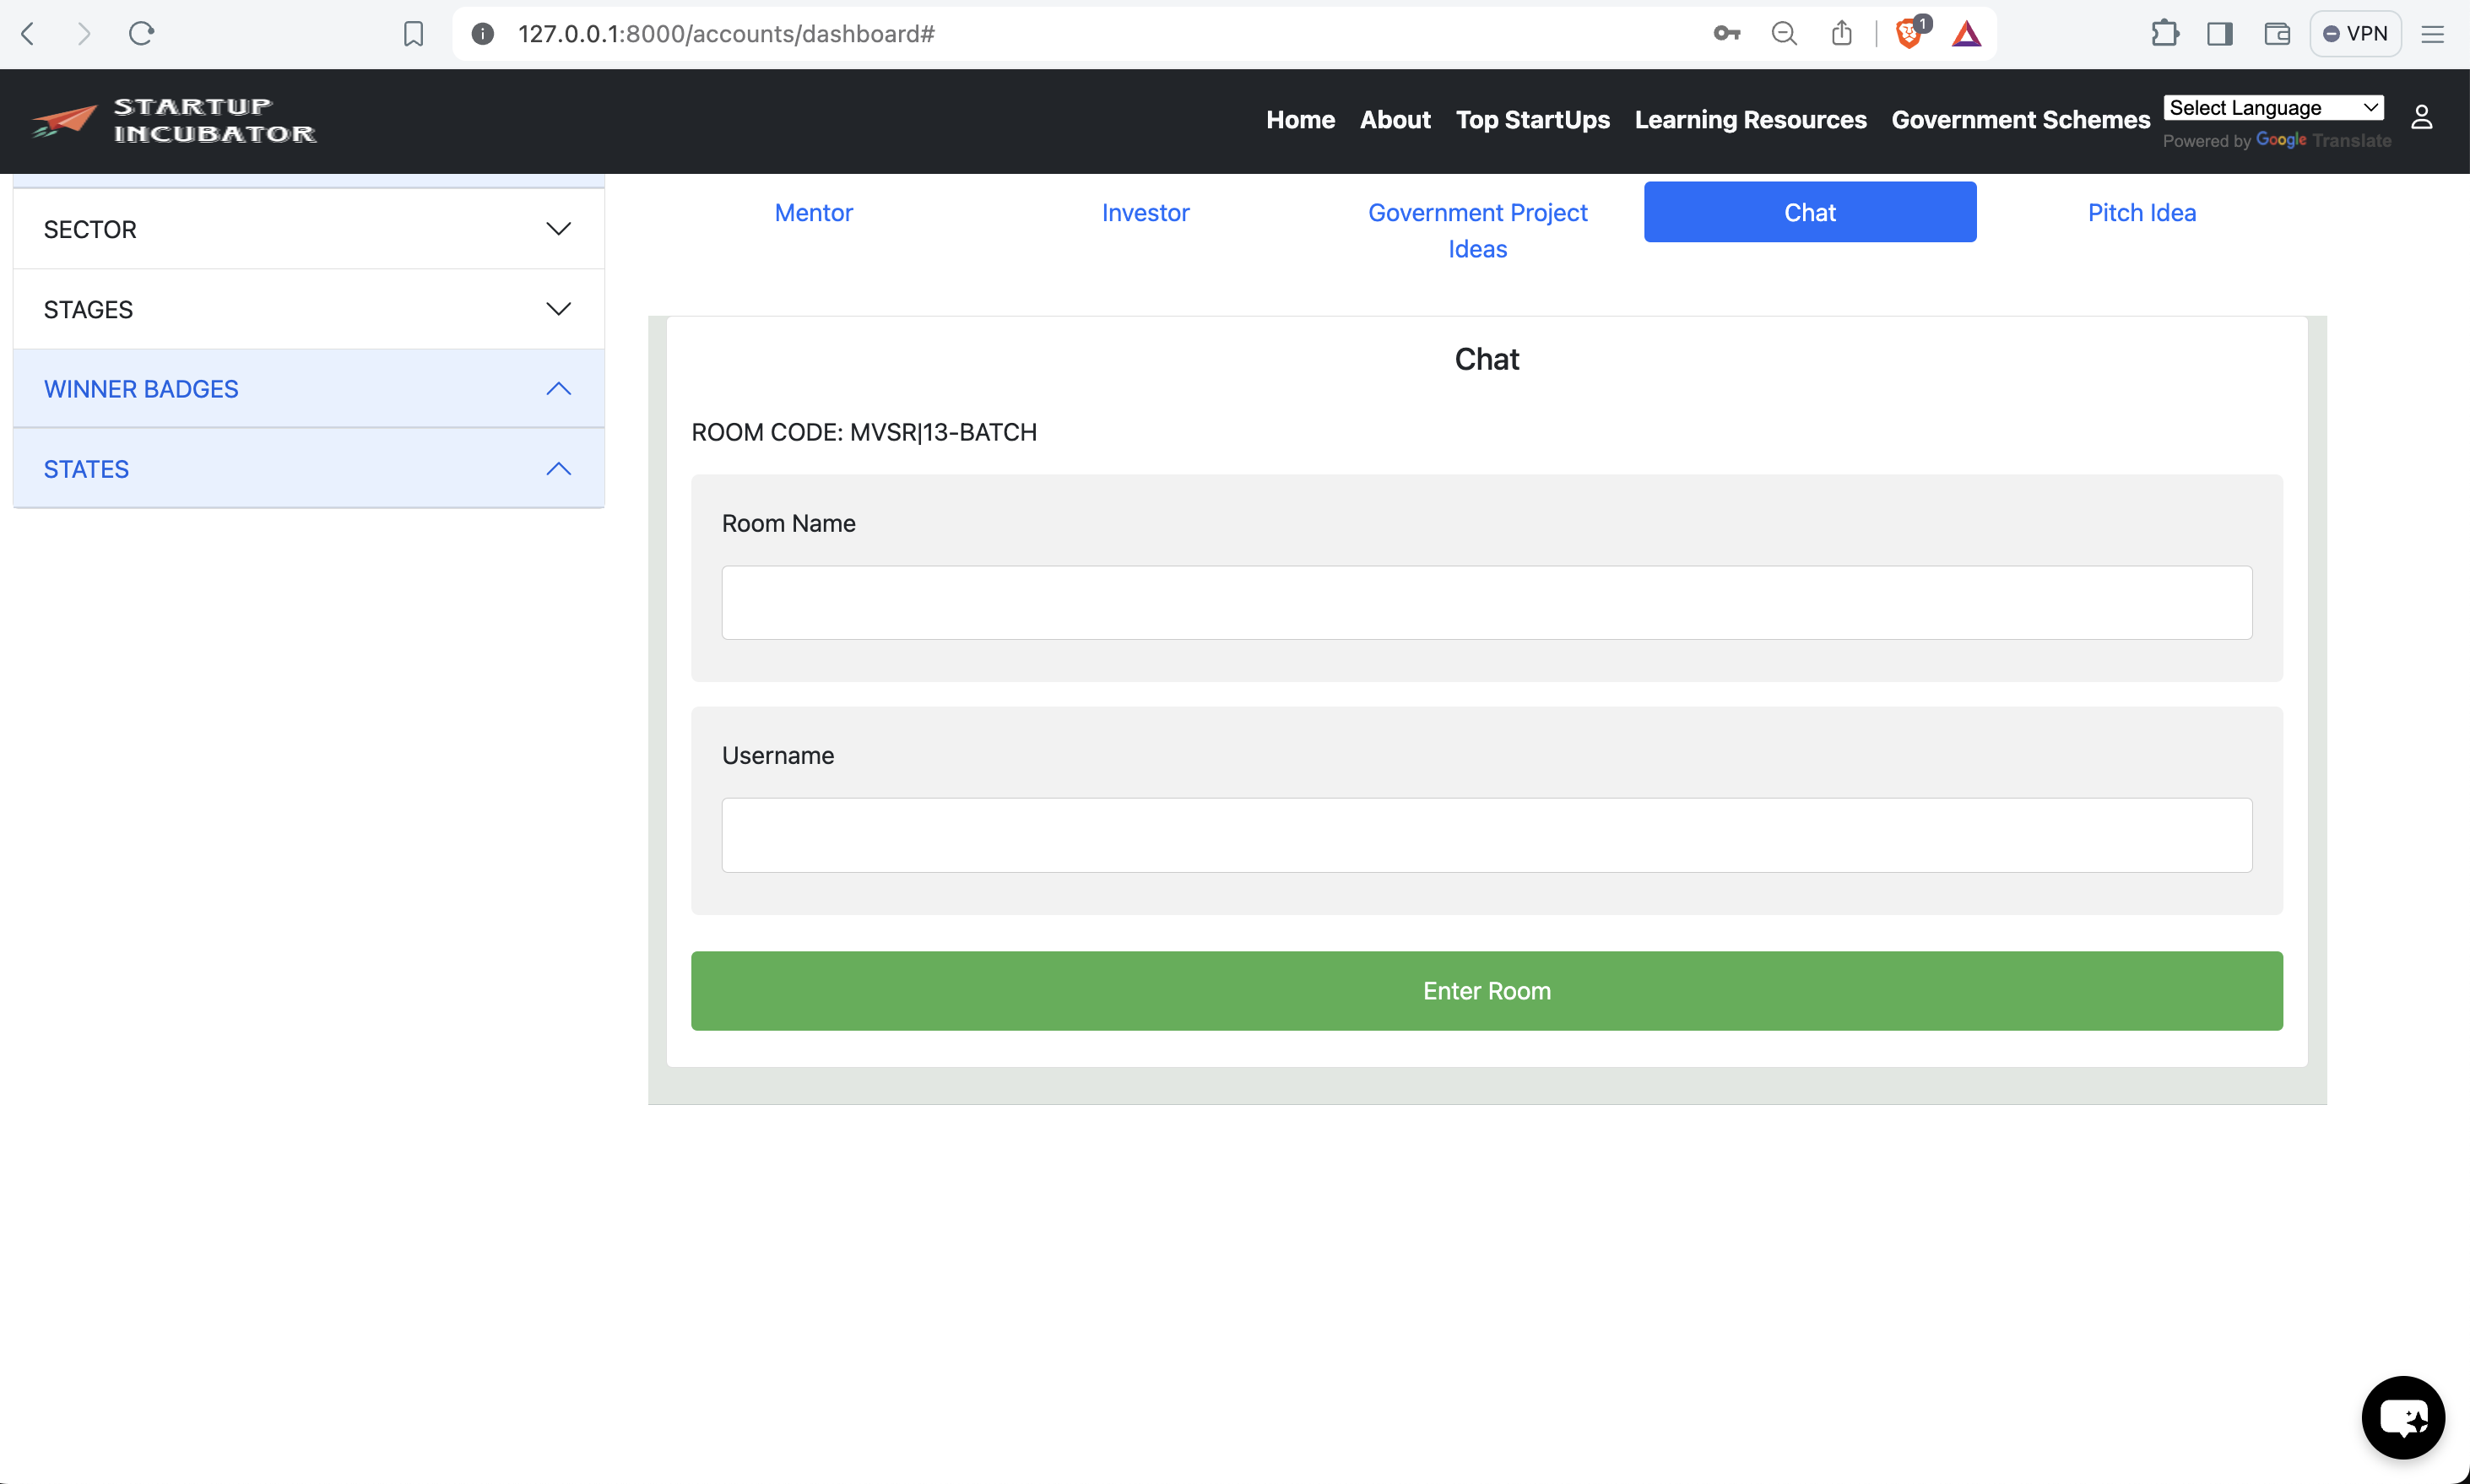 127.0.0.1:8000/accounts/dashboard#
1
VPN
STARTUP
INCUBATOR
Home About Top StartUps Learning Resources Government Schemes
Select Language
Powered by Google Translate
SECTOR
STAGES
WINNER BADGES
STATES
Mentor
Investor
Government Project
Ideas
Chat
Pitch Idea
Chat
ROOM CODE: MVSR|13-BATCH
Room Name
Username
Enter Room